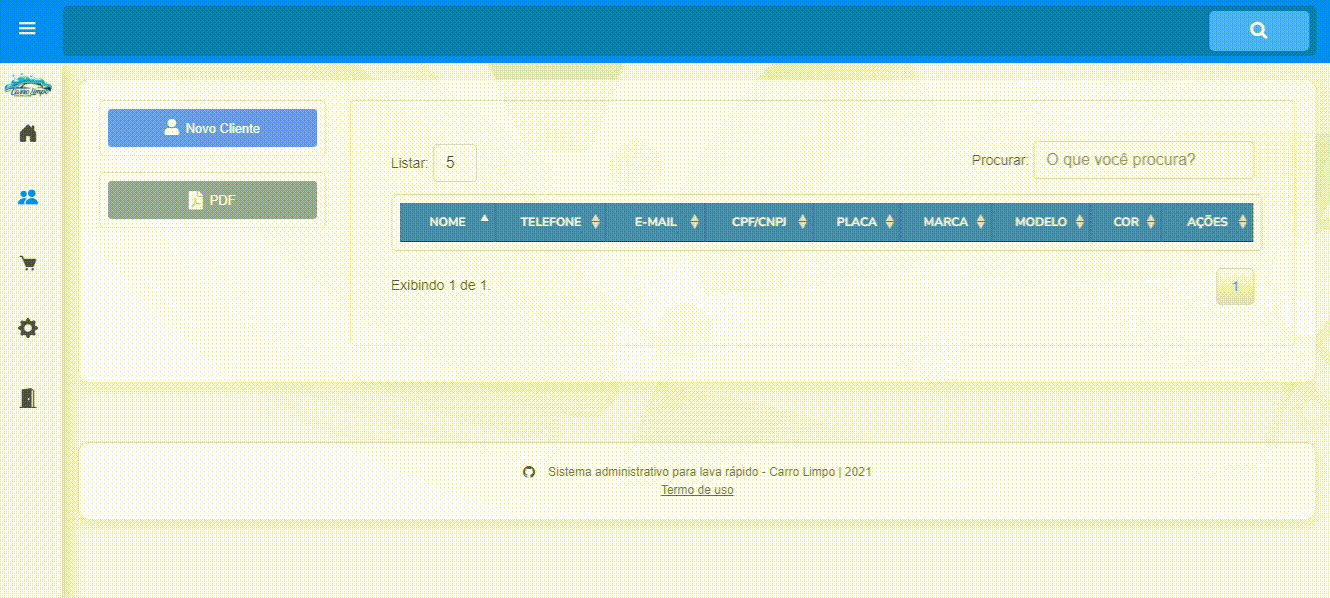 Carro Limpo
Novo Cliente
PDF
Listar: 5
Procurar: O que você procura?
NOME TELEFONE E-MAIL CPF/CNPJ PLACA MARCA MODELO COR AÇÕES
Exibindo 1 de 1.
1
Sistema administrativo para lava rápido - Carro Limpo | 2021
Termo de uso